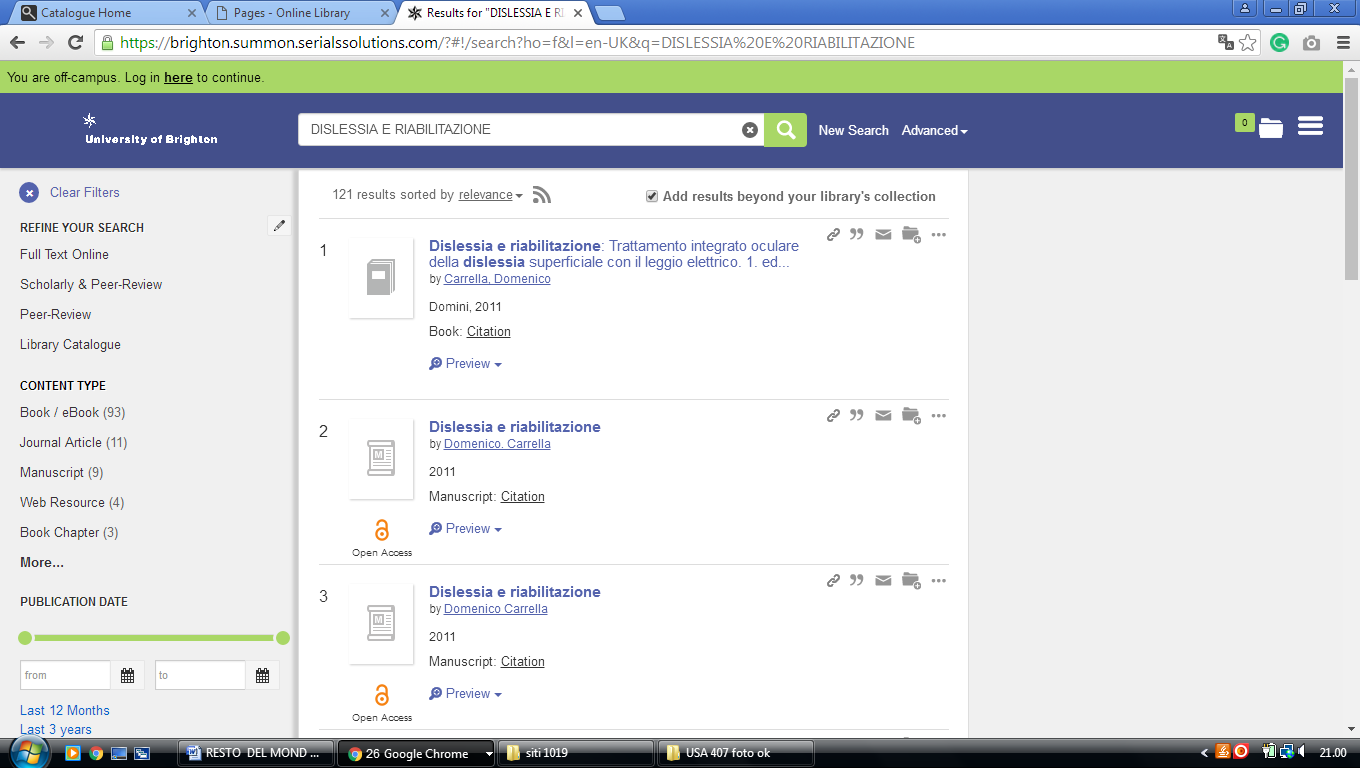 Catalogue Home
Pages - Online Library
Results for "DISLESSIA E RI
https://brighton.summon.serialssolutions.com/?#!/search?ho=f&l=en-UK&q=DISLESSIA%20E%20RIABILITAZIONE
You are off-campus. Log in here to continue.
University of Brighton
DISLESSIA E RIABILITAZIONE
New Search
Advanced
0
Clear Filters
REFINE YOUR SEARCH
Full Text Online
Scholarly & Peer-Review
Peer-Review
Library Catalogue
CONTENT TYPE
Book / eBook (93)
Journal Article (11)
Manuscript (9)
Web Resource (4)
Book Chapter (3)
More...
PUBLICATION DATE
from
to
Last 12 Months
Last 3 years
121 results sorted by relevance
Add results beyond your library's collection
1
Dislessia e riabilitazione: Trattamento integrato oculare
della dislessia superficiale con il leggio elettrico. 1. ed...
by Carrella, Domenico
Domini, 2011
Book: Citation
Preview
2
Dislessia e riabilitazione
by Domenico. Carrella
2011
Manuscript: Citation
Preview
Open Access
3
Dislessia e riabilitazione
by Domenico Carrella
2011
Manuscript: Citation
Preview
Open Access
RESTO DEL MOND ...
26 Google Chrome
siti 1019
USA 407 foto ok
21.00